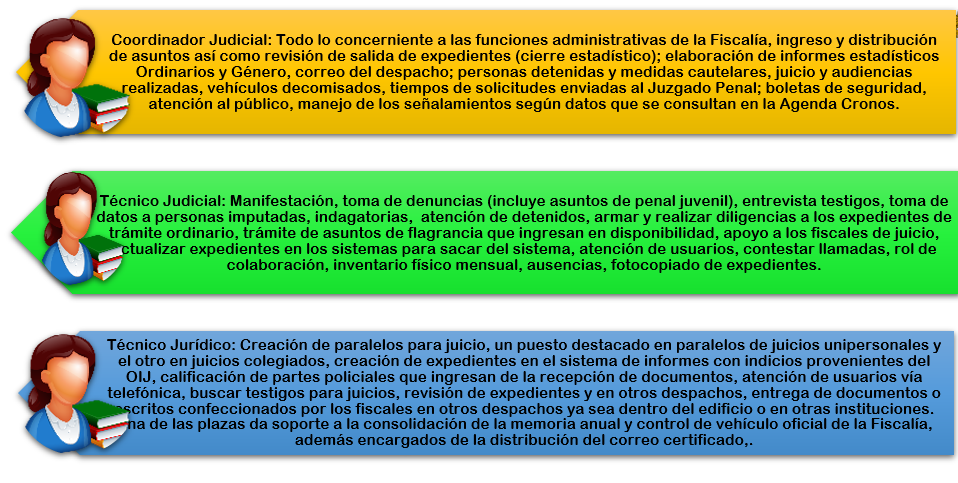 Coordinador Judicial: Todo lo concerniente a las funciones administrativas de la Fiscalía, ingreso y distribución
de asuntos así como revisión de salida de expedientes (cierre estadístico); elaboración de informes estadísticos
Ordinarios y Género, correo del despacho; personas detenidas y medidas cautelares, juicio y audiencias
realizadas, vehículos decomisados, tiempos de solicitudes enviadas al Juzgado Penal; boletas de seguridad,
atención al público, manejo de los señalamientos según datos que se consultan en la Agenda Cronos.
Técnico Judicial: Manifestación, toma de denuncias (incluye asuntos de penal juvenil), entrevista testigos, toma de
datos a personas imputadas, indagatorias, atención de detenidos, armar y realizar diligencias a los expedientes de
trámite ordinario, trámite de asuntos de flagrancia que ingresan en disponibilidad, apoyo a los fiscales de juicio,
ctualizar expedientes en los sistemas para sacar del sistema, atención de usuarios, contestar llamadas, rol de
colaboración, inventario físico mensual, ausencias, fotocopiado de expedientes.
Técnico Jurídico: Creación de paralelos para juicio, un puesto destacado en paralelos de juicios unipersonales y
el otro en juicios colegiados, creación de expedientes en el sistema de informes con indicios provenientes del
OIJ, calificación de partes policiales que ingresan de la recepción de documentos, atención de usuarios vía
telefónica, buscar testigos para juicios, revisión de expedientes y en otros despachos, entrega de documentos o
scritos confeccionados por los fiscales en otros despachos ya sea dentro del edificio o en otras instituciones.
na de las plazas da soporte a la consolidación de la memoria anual y control de vehículo oficial de la Fiscalía,
además encargados de la distribución del correo certificado,.